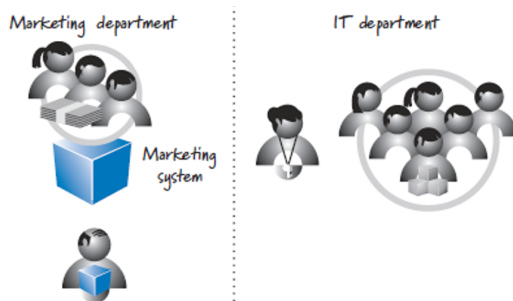 Marketing department
IT department
Marketing
system